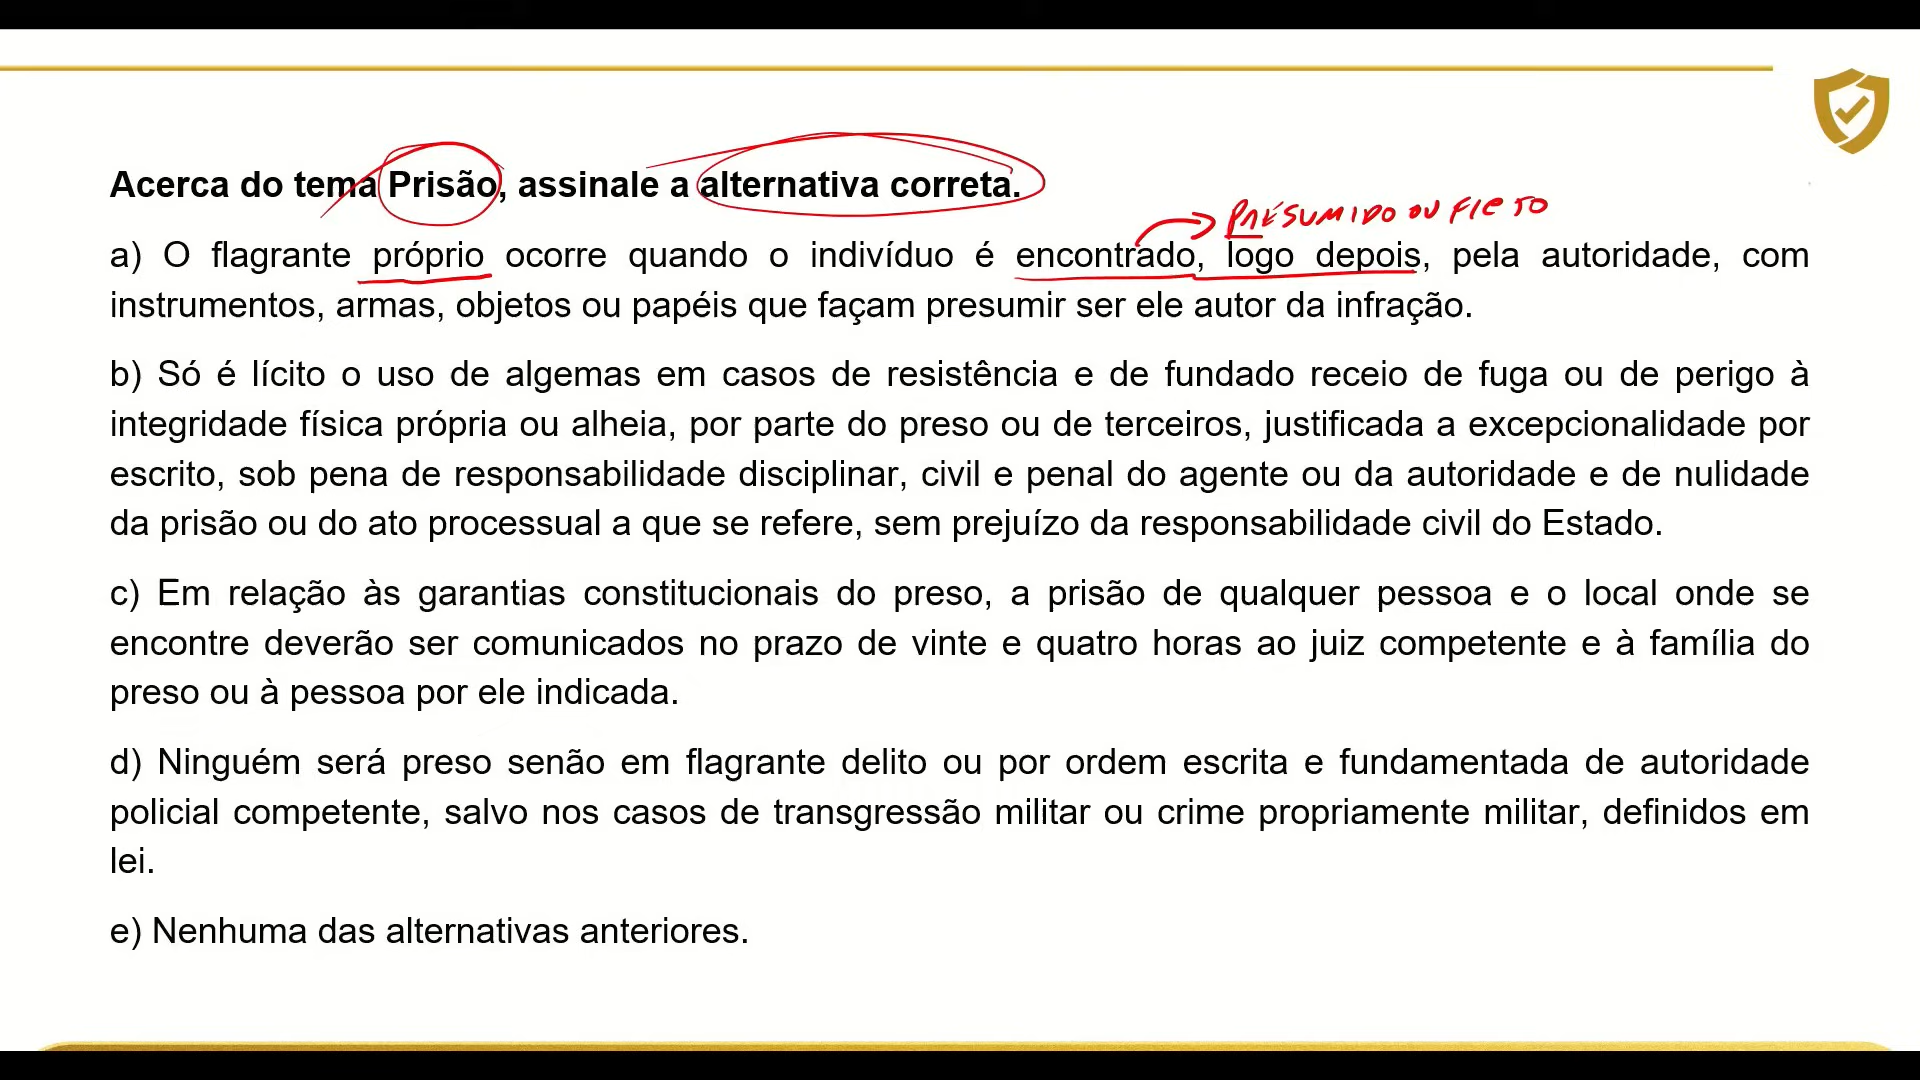 Acerca do tema Prisão, assinale a alternativa correta.
PRESUMIDO OU FICTO
a) O flagrante próprio ocorre quando o indivíduo é encontrado, logo depois, pela autoridade, com
instrumentos, armas, objetos ou papéis que façam presumir ser ele autor da infração.
b) Só é lícito o uso de algemas em casos de resistência e de fundado receio de fuga ou de perigo à
integridade física própria ou alheia, por parte do preso ou de terceiros, justificada a excepcionalidade por
escrito, sob pena de responsabilidade disciplinar, civil e penal do agente ou da autoridade e de nulidade
da prisão ou do ato processual a que se refere, sem prejuízo da responsabilidade civil do Estado.
c) Em relação às garantias constitucionais do preso, a prisão de qualquer pessoa e o local onde se
encontre deverão ser comunicados no prazo de vinte e quatro horas ao juiz competente e à família do
preso ou à pessoa por ele indicada.
d) Ninguém será preso senão em flagrante delito ou por ordem escrita e fundamentada de autoridade
policial competente, salvo nos casos de transgressão militar ou crime propriamente militar, definidos em
lei.
e) Nenhuma das alternativas anteriores.